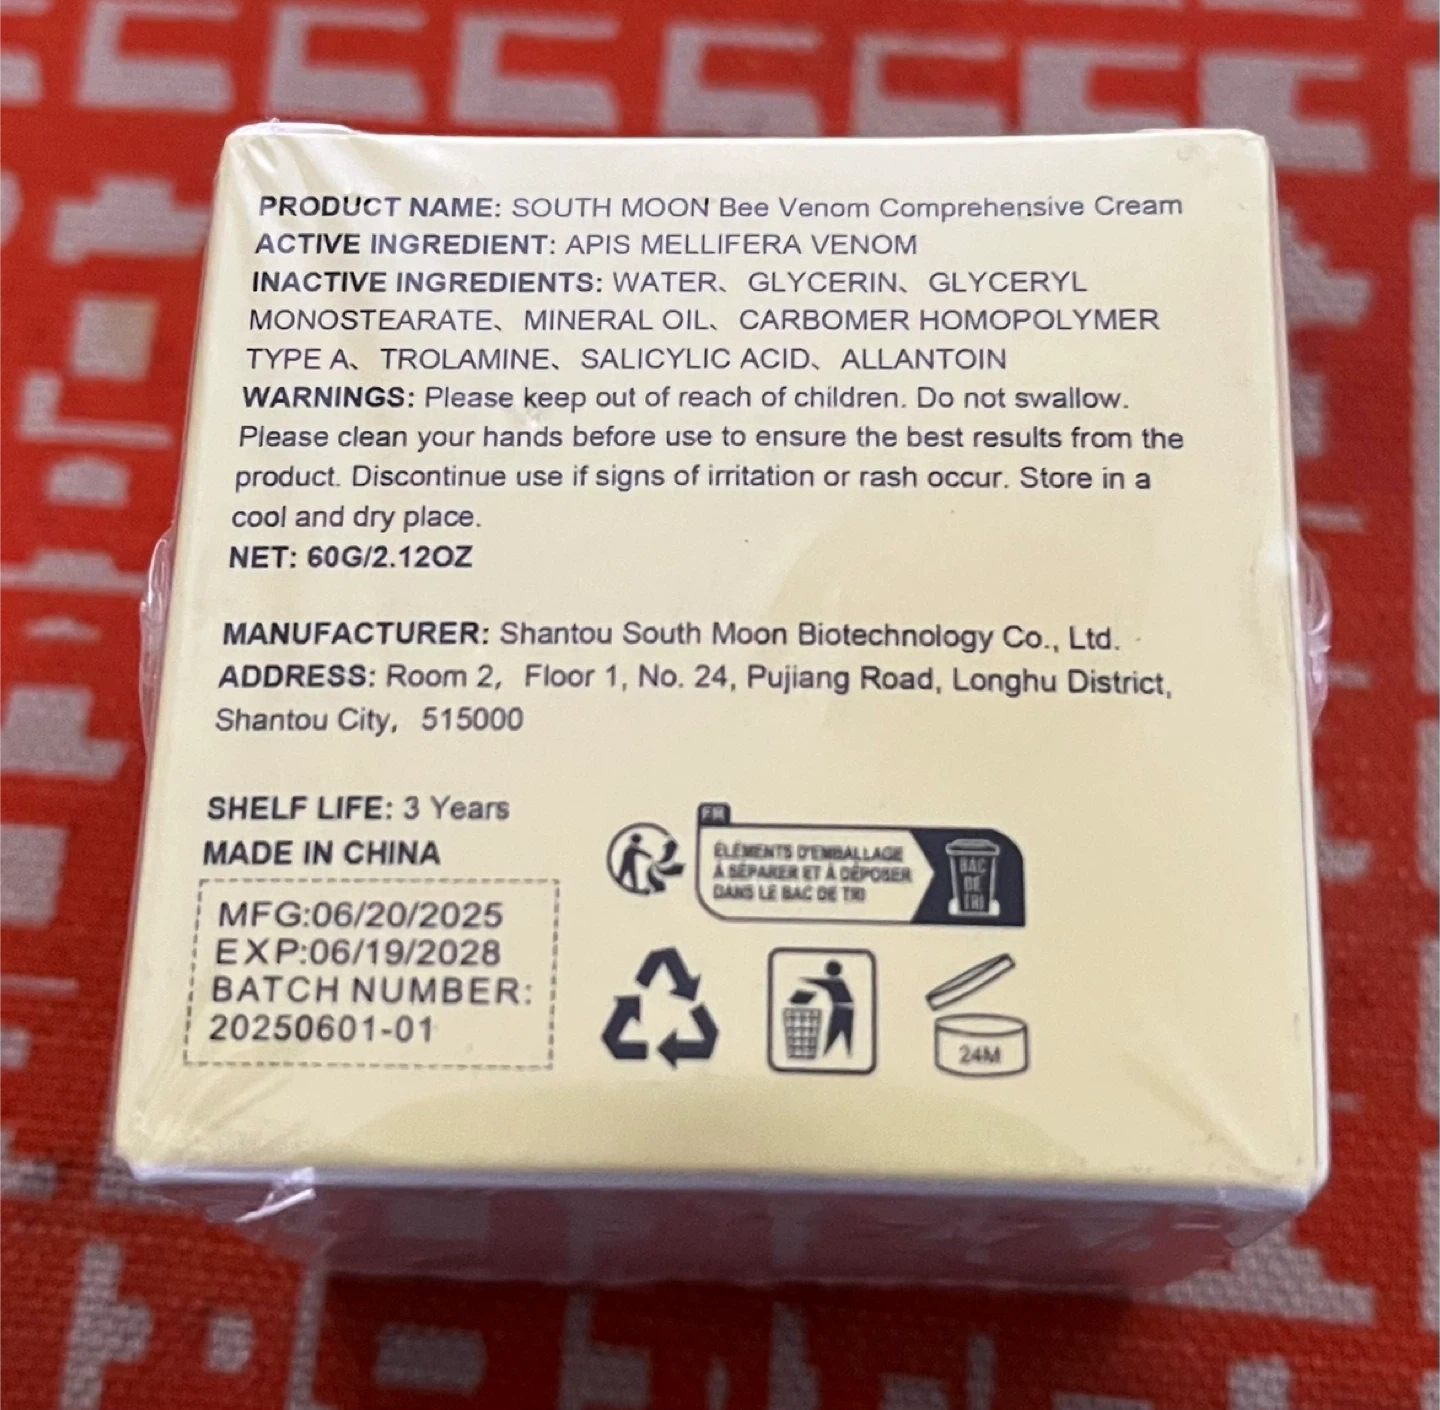 PRODUCT NAME: SOUTH MOON Bee Venom Comprehensive Cream
ACTIVE INGREDIENT: APIS MELLIFERA VENOM
INACTIVE INGREDIENTS: WATER、 GLYCERIN、 GLYCERYL
MONOSTEARATE、 MINERAL OIL、 CARBOMER HOMOPOLYMER
TYPE A、 TROLAMINE、 SALICYLIC ACID、 ALLANTOIN
WARNINGS: Please keep out of reach of children. Do not swallow.
Please clean your hands before use to ensure the best results from the
product. Discontinue use if signs of irritation or rash occur. Store in a
cool and dry place.
NET: 60G/2.12OZ
MANUFACTURER: Shantou South Moon Biotechnology Co., Ltd.
ADDRESS: Room 2, Floor 1, No. 24, Pujiang Road, Longhu District,
Shantou City, 515000
SHELF LIFE: 3 Years
MADE IN CHINA
MFG:06/20/2025
EXP:06/19/2028
BATCH NUMBER:
20250601-01
FR
ÉLÉMENTS D'EMBALLAGE
À SÉPARER ET À DÉPOSER
DANS LE BAC DE TRI
BAC
DE
TRI
24M